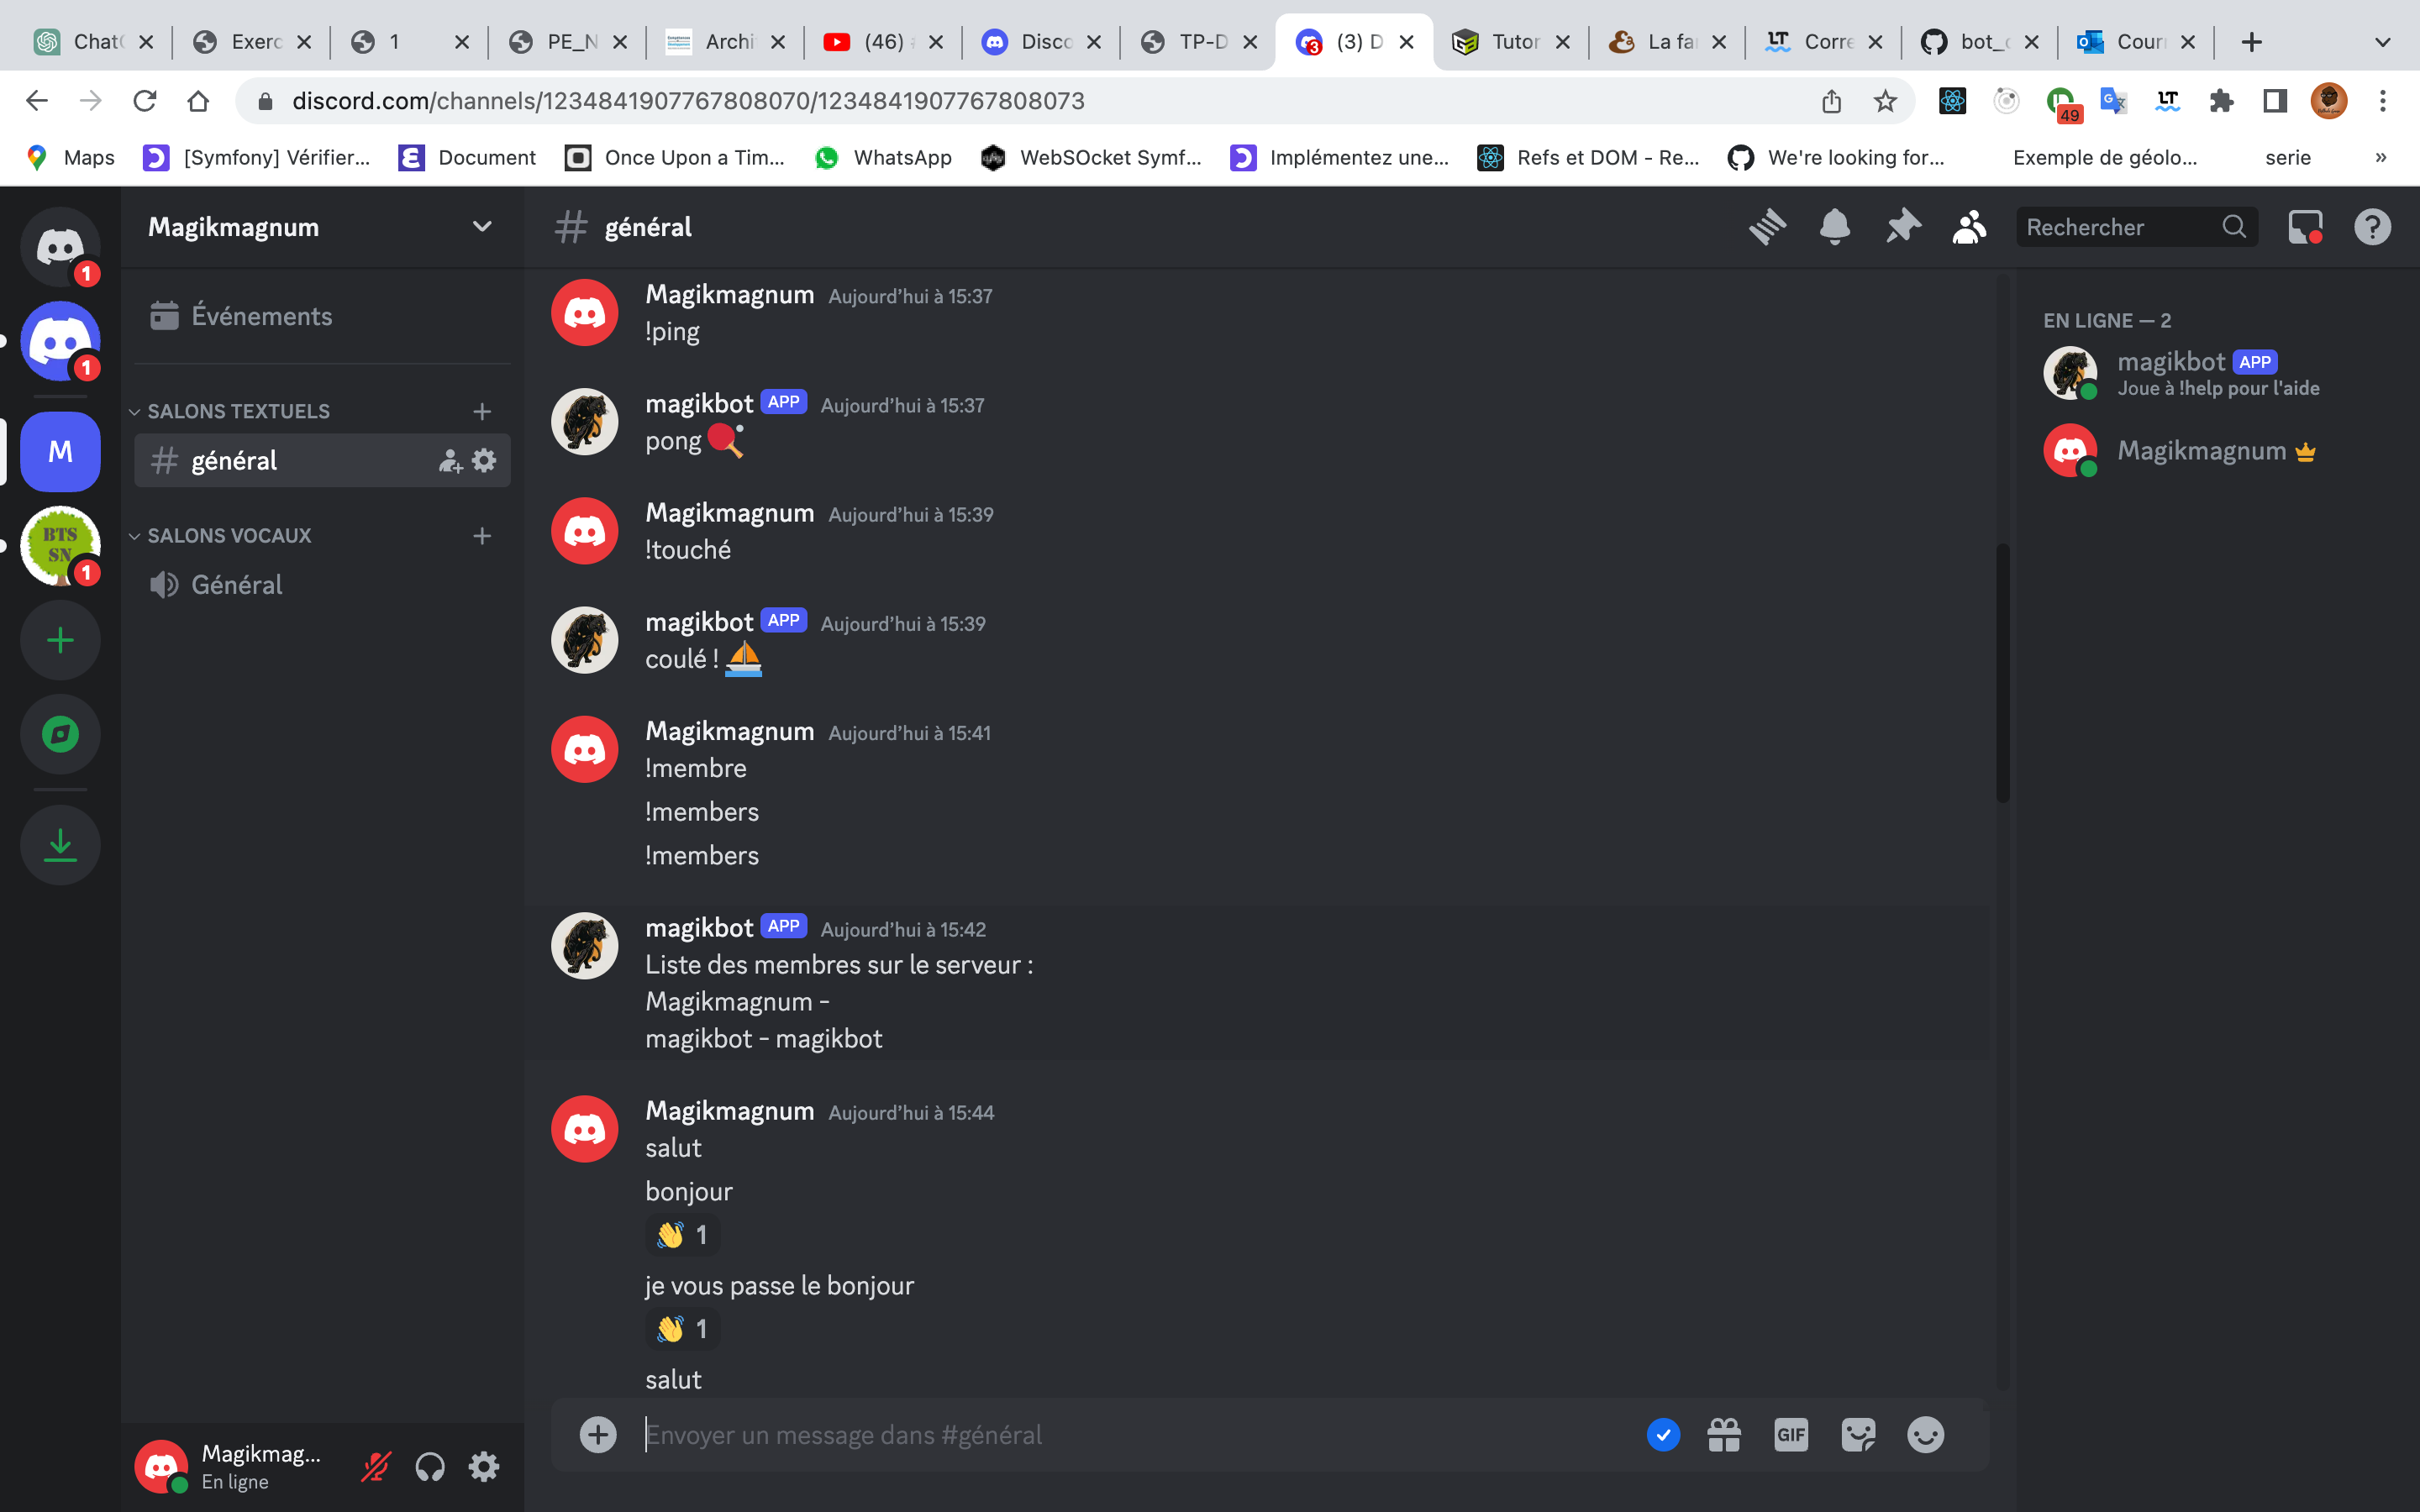 Chat
Exerc
1
PE_N
Archi
(46)
Disco
TP-D
(3) D
Tutor
La fai
Corre
bot_c
Cour
discord.com/channels/1234841907767808070/1234841907767808073
49
Maps
[Symfony] Vérifier...
Document
Once Upon a Tim...
WhatsApp
WebSOcket Symf...
Implémentez une...
Refs et DOM - Re...
We're looking for...
Exemple de géolo...
serie
»
Magikmagnum
général
Rechercher
1
1
M
BTS
SN
1
Événements
SALONS TEXTUELS
général
SALONS VOCAUX
Général
Magikmagnum Aujourd’hui à 15:37
!ping
magikbot APP Aujourd’hui à 15:37
pong 🏓
Magikmagnum Aujourd’hui à 15:39
!touché
magikbot APP Aujourd’hui à 15:39
coulé ! ⛵
Magikmagnum Aujourd’hui à 15:41
!membre
!members
!members
magikbot APP Aujourd’hui à 15:42
Liste des membres sur le serveur :
Magikmagnum -
magikbot - magikbot
Magikmagnum Aujourd’hui à 15:44
salut
bonjour
👋 1
je vous passe le bonjour
👋 1
salut
Envoyer un message dans #général
GIF
EN LIGNE — 2
magikbot APP
Joue à !help pour l'aide
Magikmagnum
Magikmag...
En ligne